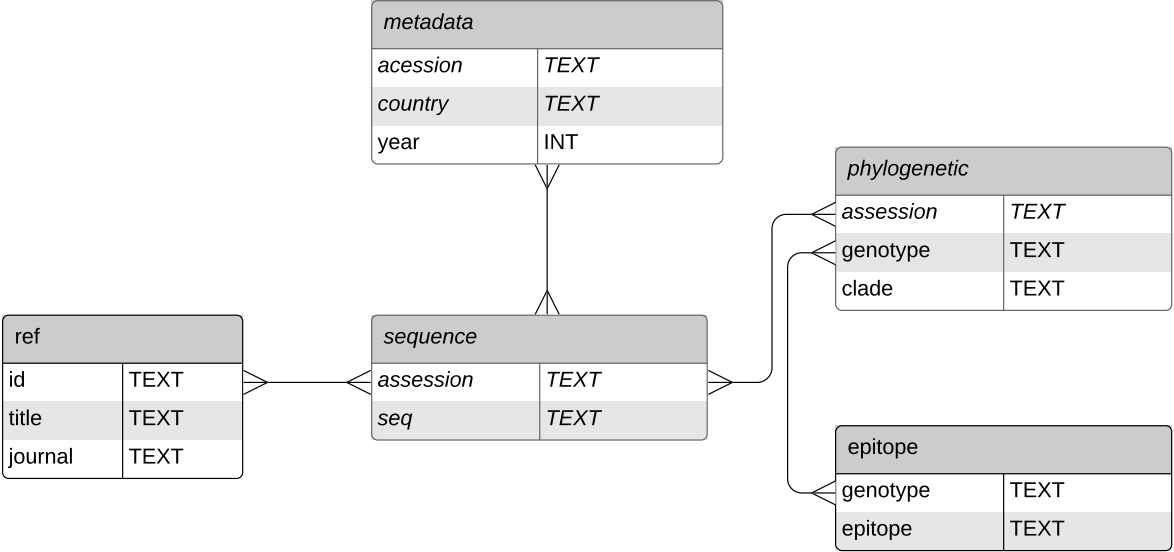 metadata
acession TEXT
country TEXT
year INT
phylogenetic
assession TEXT
genotype TEXT
clade TEXT
ref
id TEXT
title TEXT
journal TEXT
sequence
assession TEXT
seq TEXT
epitope
genotype TEXT
epitope TEXT